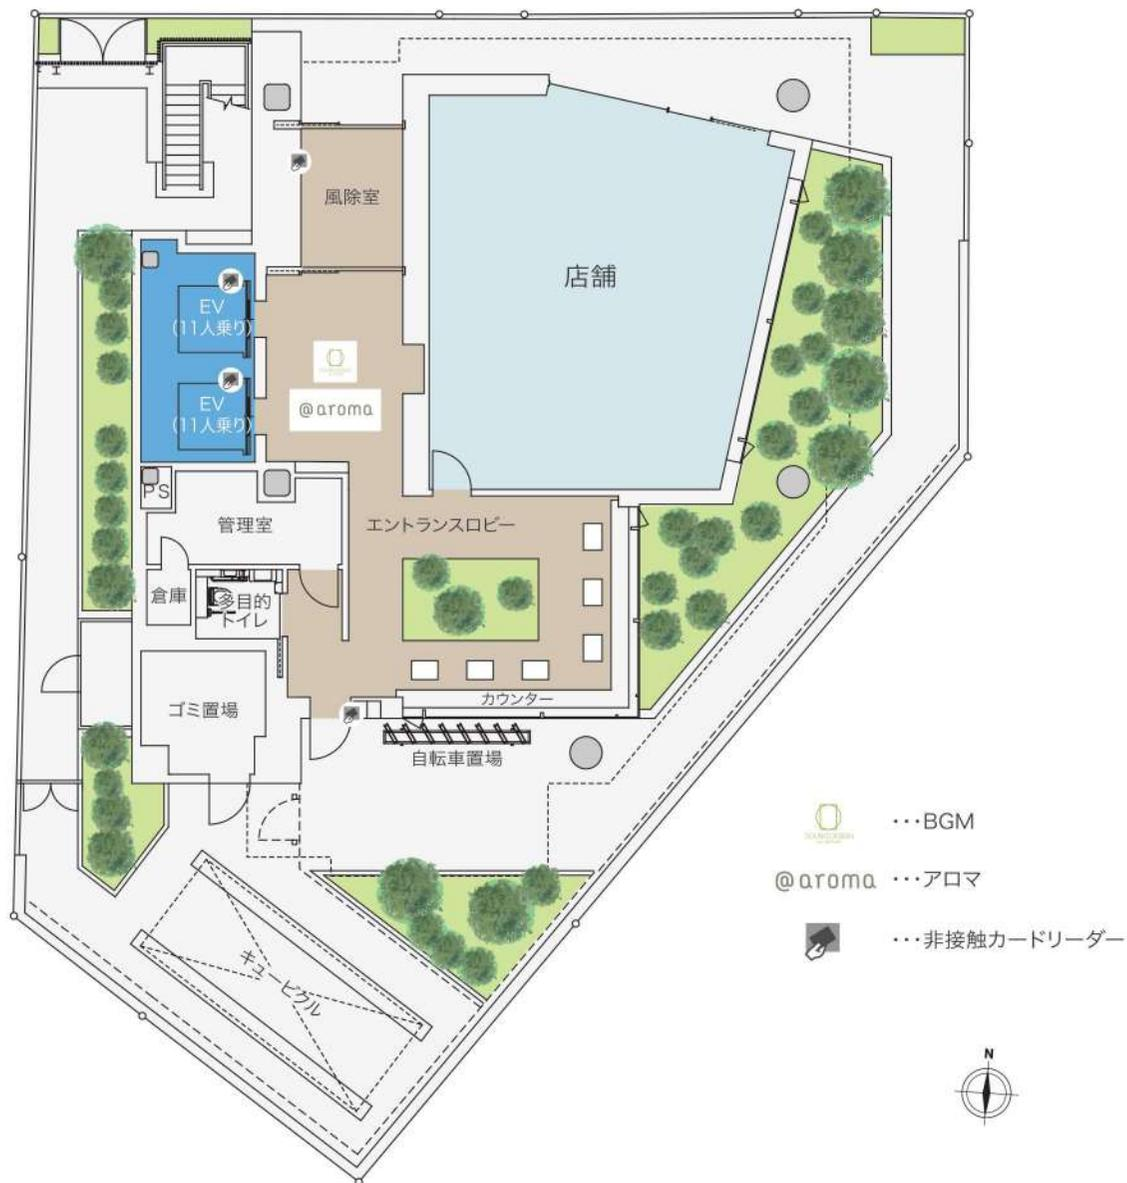 風除室
店舗
EV
(11人乗り)
@aroma
EV
(11人乗り)
PS
管理室
エントランスロビー
倉庫
多目的
トイレ
ゴミ置場
カウンター
自転車置場
キュービクル
…BGM
@aroma …アロマ
…非接触カードリーダー
N